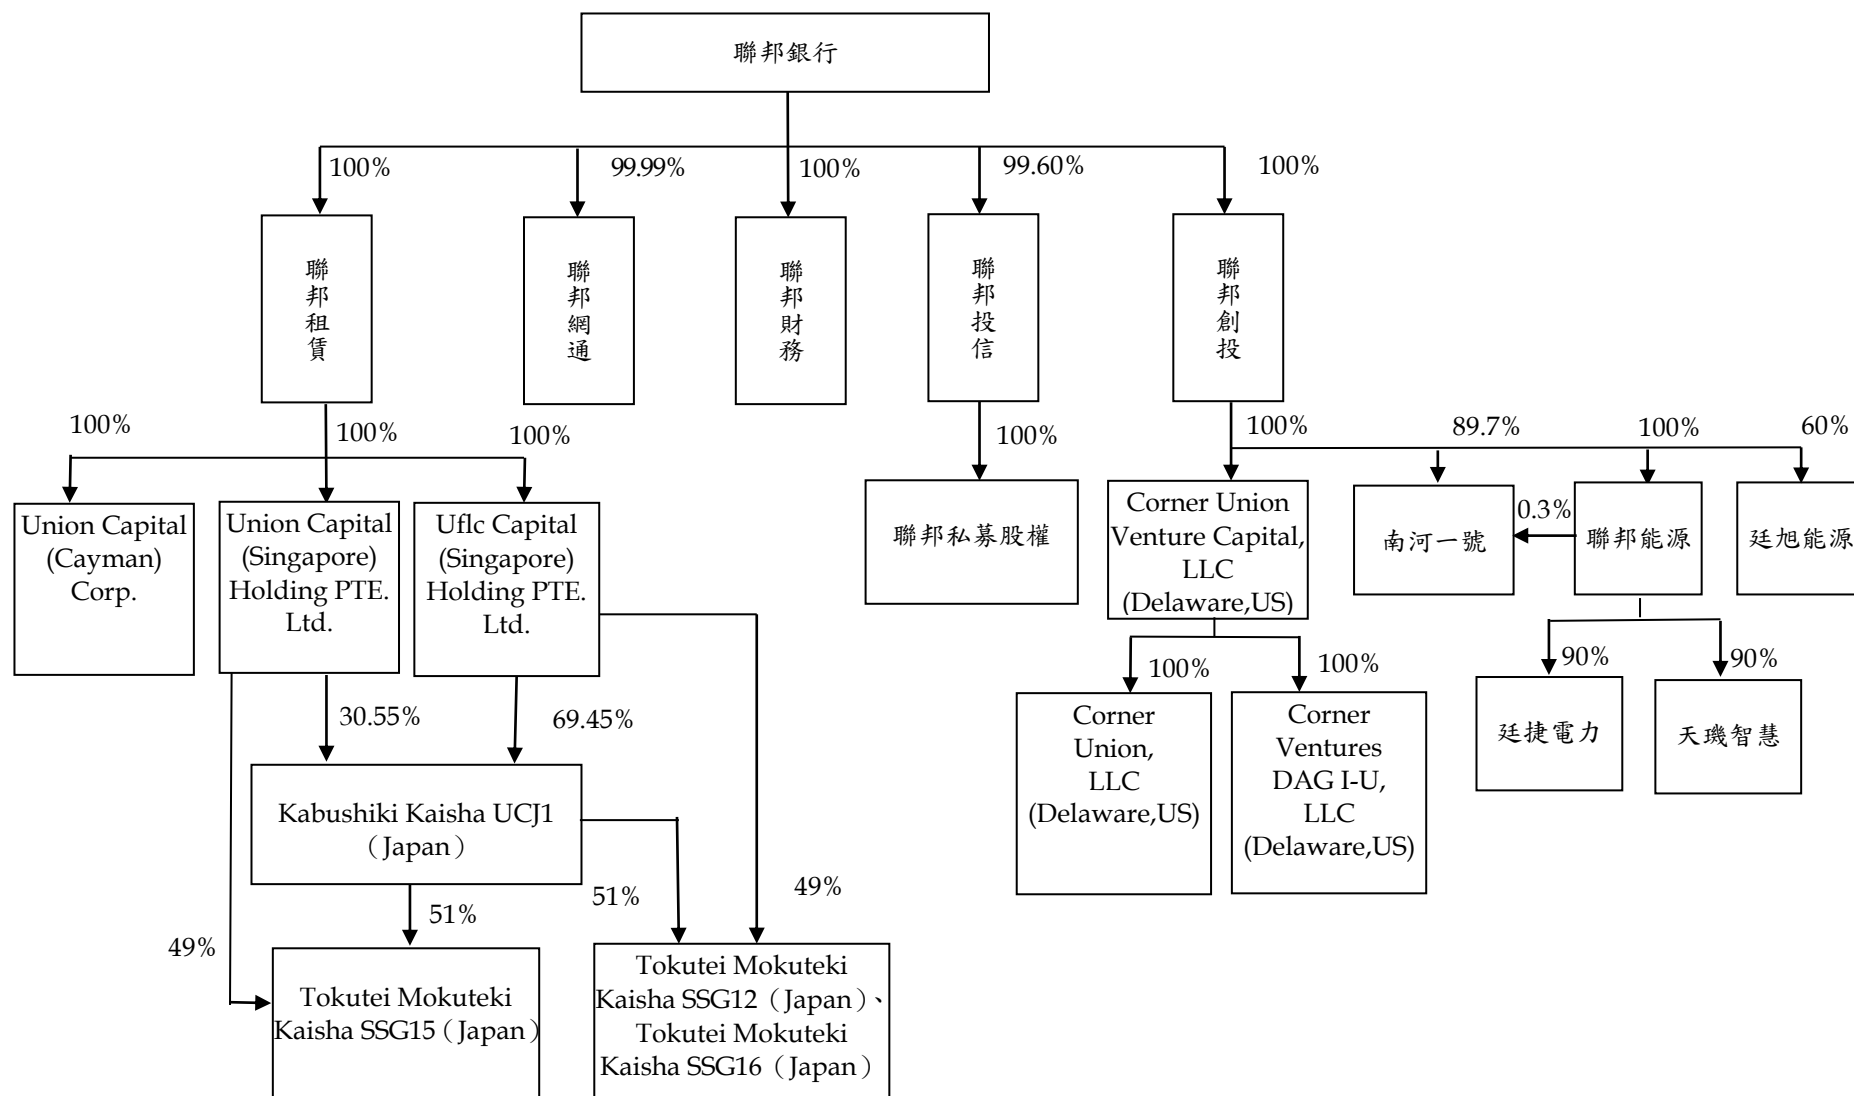 聯邦銀行
100%
99.99%
100%
99.60%
100%
聯邦租賃
聯邦網通
聯邦財務
聯邦投信
聯邦創投
100%
100%
100%
100%
100%
89.7%
100%
60%
Union Capital
(Cayman)
Corp.
Union Capital
(Singapore)
Holding PTE.
Ltd.
Uflc Capital
(Singapore)
Holding PTE.
Ltd.
聯邦私募股權
Corner Union
Venture Capital,
LLC
(Delaware,US)
南河一號
0.3%
聯邦能源
廷旭能源
30.55%
69.45%
100%
100%
90%
90%
Corner
Union,
LLC
(Delaware,US)
Corner
Ventures
DAG I-U,
LLC
(Delaware,US)
廷捷電力
天璣智慧
Kabushiki Kaisha UCJ1
（Japan）
49%
51%
51%
49%
Tokutei Mokuteki
Kaisha SSG15（Japan）
Tokutei Mokuteki
Kaisha SSG12（Japan）、
Tokutei Mokuteki
Kaisha SSG16（Japan）